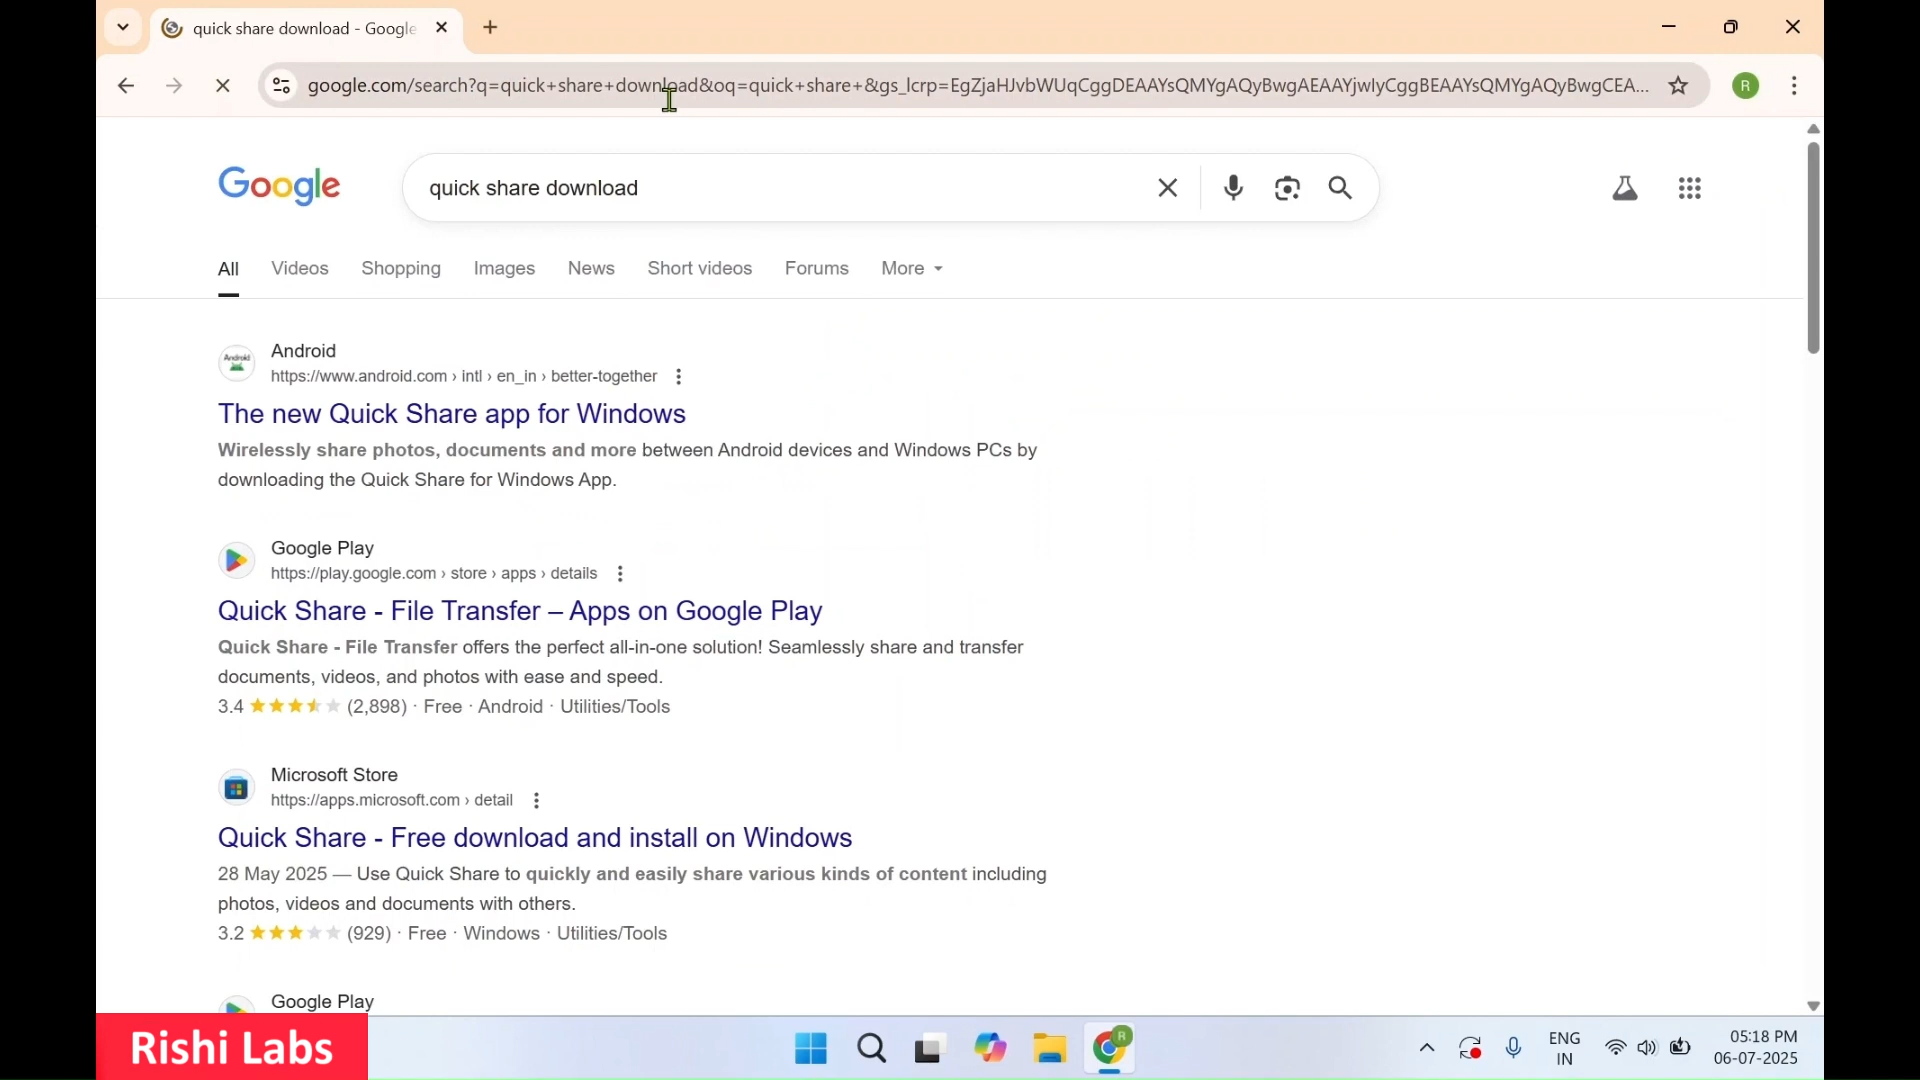 quick share download - Google
google.com/search?q=quick+share+download&oq=quick+share+&gs_lcrp=EgZjaHJvbWUqCggDEAAYsQMYgAQyBwgAEAAYjwIyCggBEAAYsQMYgAQyBwgCEA...
R
Google
quick share download
All
Videos
Shopping
Images
News
Short videos
Forums
More
Android
Android
https://www.android.com › intl › en_in › better-together
The new Quick Share app for Windows
Wirelessly share photos, documents and more between Android devices and Windows PCs by
downloading the Quick Share for Windows App.
Google Play
https://play.google.com › store › apps › details
Quick Share - File Transfer – Apps on Google Play
Quick Share - File Transfer offers the perfect all-in-one solution! Seamlessly share and transfer
documents, videos, and photos with ease and speed.
3.4 (2,898) · Free · Android · Utilities/Tools
Microsoft Store
https://apps.microsoft.com › detail
Quick Share - Free download and install on Windows
28 May 2025 — Use Quick Share to quickly and easily share various kinds of content including
photos, videos and documents with others.
3.2 (929) · Free · Windows · Utilities/Tools
Google Play
Rishi Labs
R
ENG
IN
05:18 PM
06-07-2025